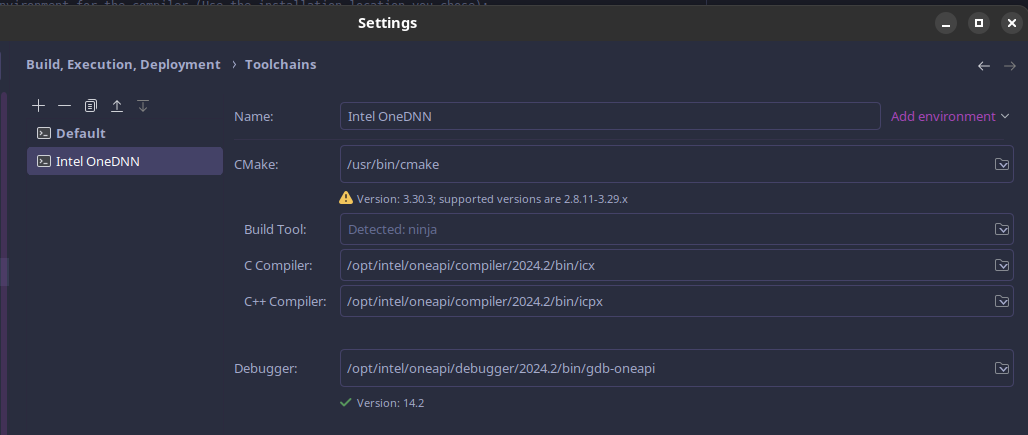 nvironment for the compiler (Use the installation location you chose):
Settings
Build, Execution, Deployment › Toolchains
Default
Intel OneDNN
Name: Intel OneDNN Add environment
CMake: /usr/bin/cmake
Version: 3.30.3; supported versions are 2.8.11-3.29.x
Build Tool: Detected: ninja
C Compiler: /opt/intel/oneapi/compiler/2024.2/bin/icx
C++ Compiler: /opt/intel/oneapi/compiler/2024.2/bin/icpx
Debugger: /opt/intel/oneapi/debugger/2024.2/bin/gdb-oneapi
Version: 14.2